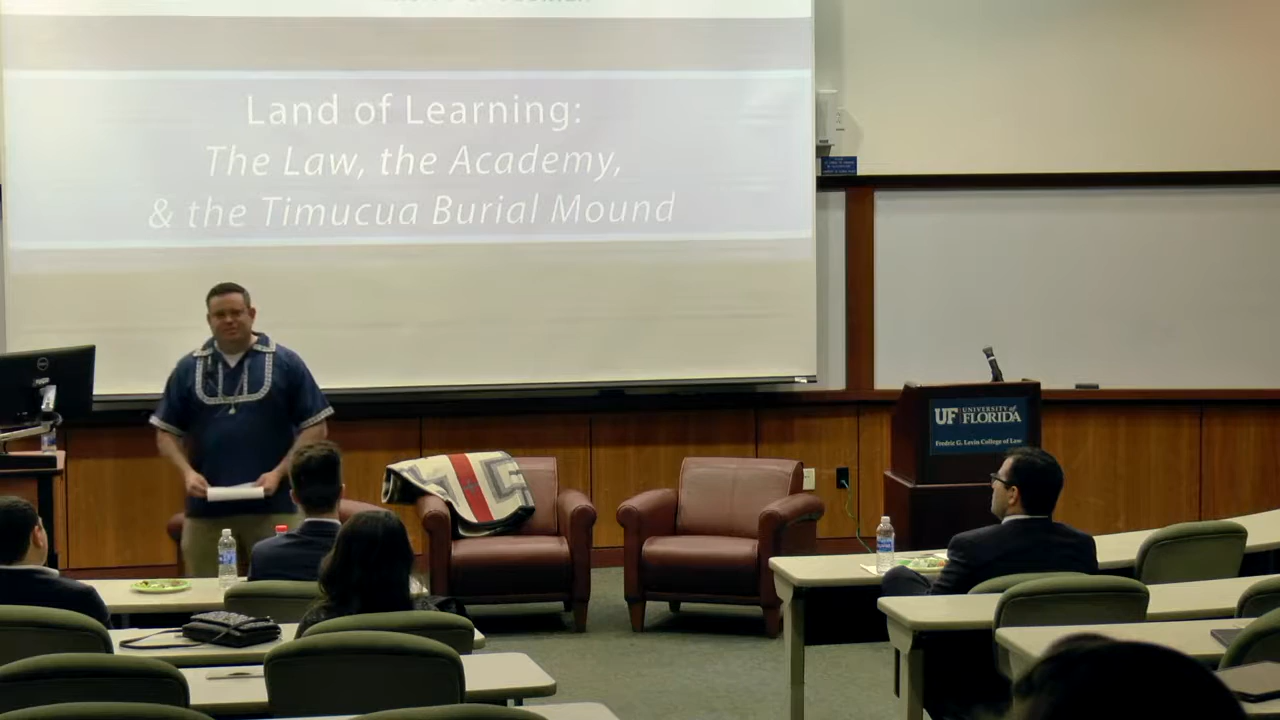 Land of Learning:
The Law, the Academy,
& the Timucua Burial Mound
UF UNIVERSITY of
FLORIDA
Fredric G. Levin College of Law
DELL